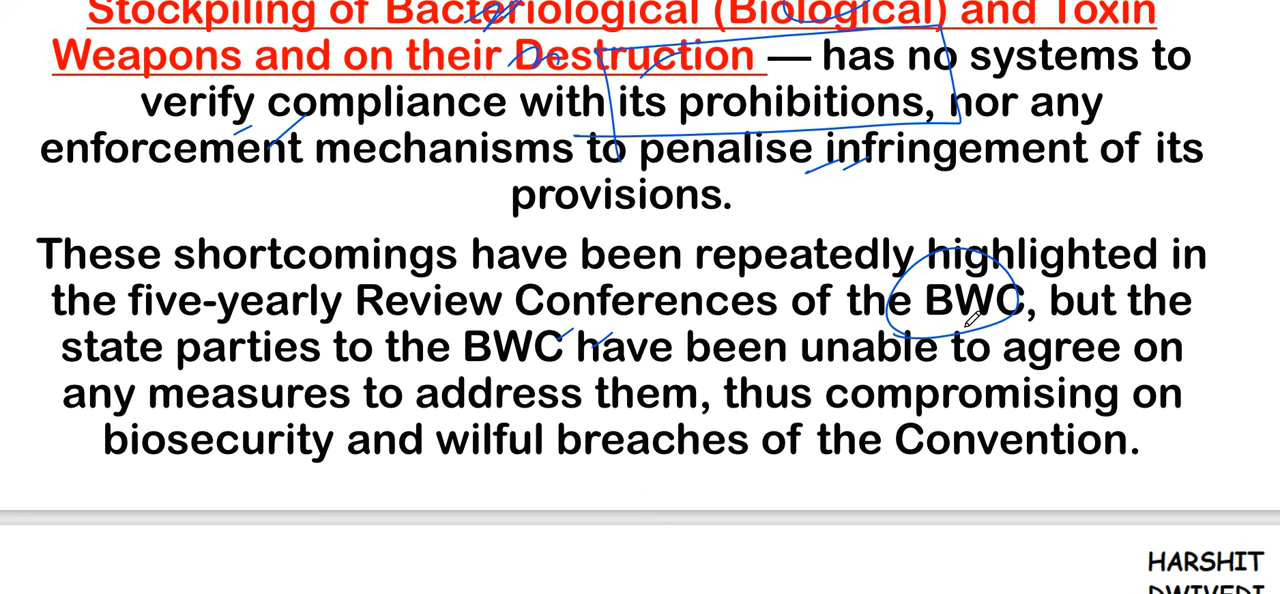 Stockpiling of Bacteriological (Biological) and Toxin
Weapons and on their Destruction — has no systems to
verify compliance with its prohibitions, nor any
enforcement mechanisms to penalise infringement of its
provisions.
These shortcomings have been repeatedly highlighted in
the five-yearly Review Conferences of the BWC, but the
state parties to the BWC have been unable to agree on
any measures to address them, thus compromising on
biosecurity and wilful breaches of the Convention.
HARSHIT
DWIVEDI